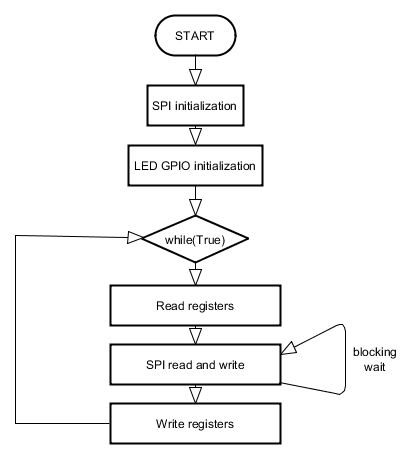 START
SPI initialization
LED GPIO initialization
while(True)
Read registers
SPI read and write
blocking
wait
Write registers